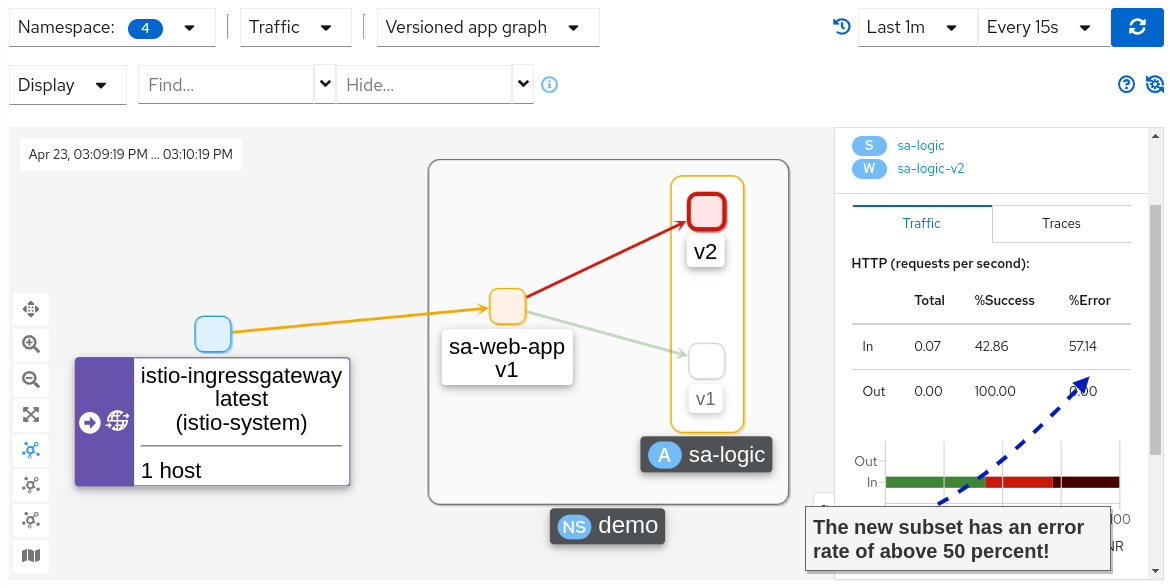 Namespace: 4
Traffic
Versioned app graph
Last 1m
Every 15s
Display
Find...
Hide...
Apr 23, 03:09:19 PM ... 03:10:19 PM
S sa-logic
W sa-logic-v2
Traffic
Traces
HTTP (requests per second):
Total %Success %Error
In 0.07 42.86 57.14
Out 0.00 100.00 0.00
Out
In
00
NR
The new subset has an error
rate of above 50 percent!
v2
sa-web-app
v1
v1
A sa-logic
NS demo
istio-ingressgateway
latest
(istio-system)
1 host